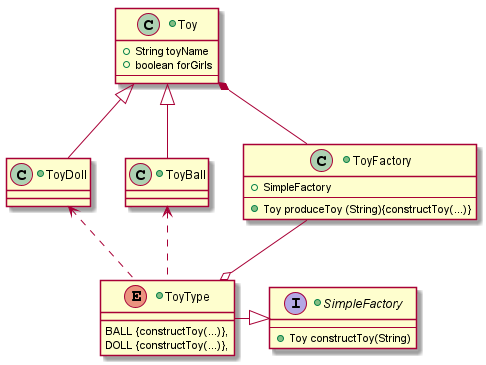 C Toy
String toyName
boolean forGirls
C ToyDoll
C ToyBall
C ToyFactory
SimpleFactory
Toy produceToy (String){constructToy(...)}
E ToyType
BALL {constructToy(...)},
DOLL {constructToy(...)},
I SimpleFactory
Toy constructToy(String)